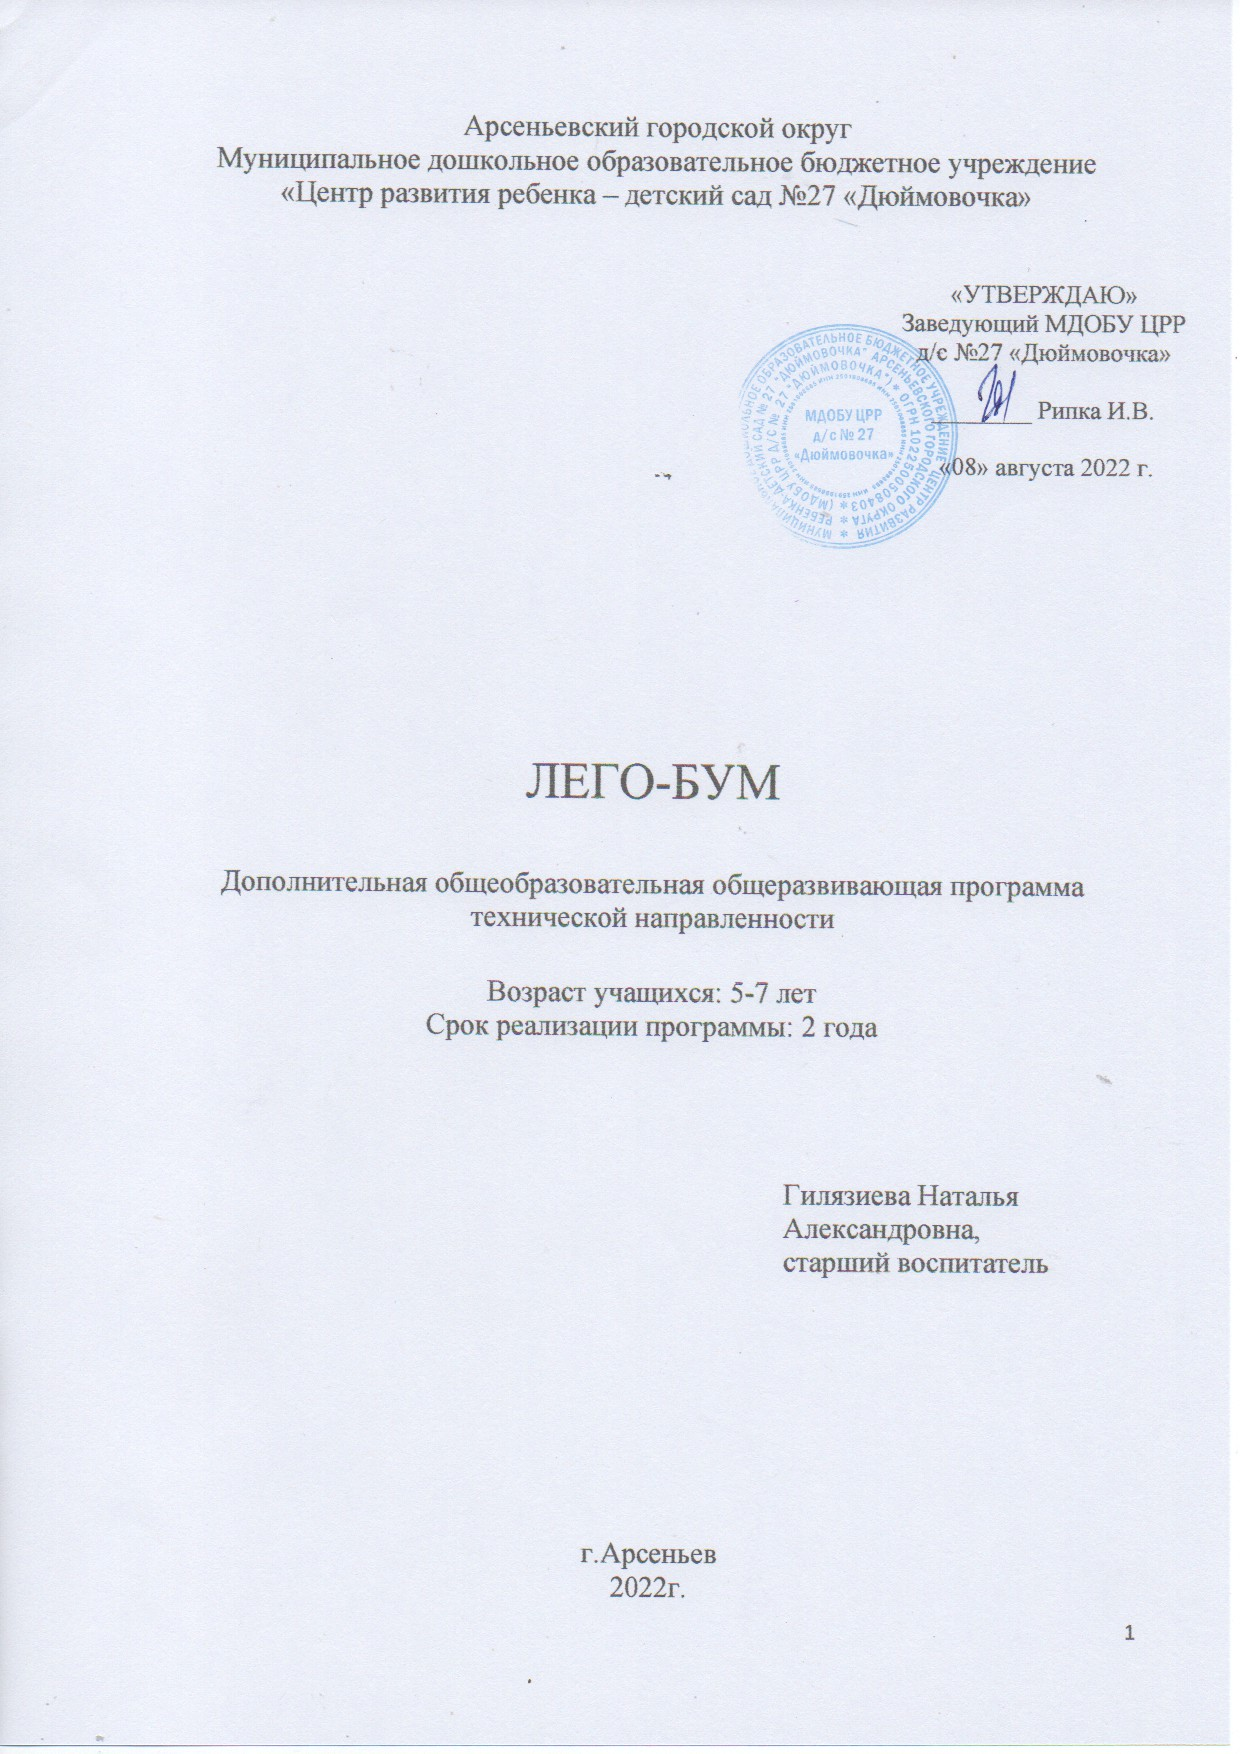 Арсеньевский городской округ
Муниципальное дошкольное образовательное бюджетное учреждение
«Центр развития ребенка – детский сад №27 «Дюймовочка»
«УТВЕРЖДАЮ»
Заведующий МДОБУ ЦРР
д/с №27 «Дюймовочка»
________ Рипка И.В.
«08» августа 2022 г.
МДОБУ ЦРР
д/с № 27
«Дюймовочка»
ЛЕГО-БУМ
Дополнительная общеобразовательная общеразвивающая программа
технической направленности
Возраст учащихся: 5-7 лет
Срок реализации программы: 2 года
Гилязиева Наталья
Александровна,
старший воспитатель
г.Арсеньев
2022г.
1